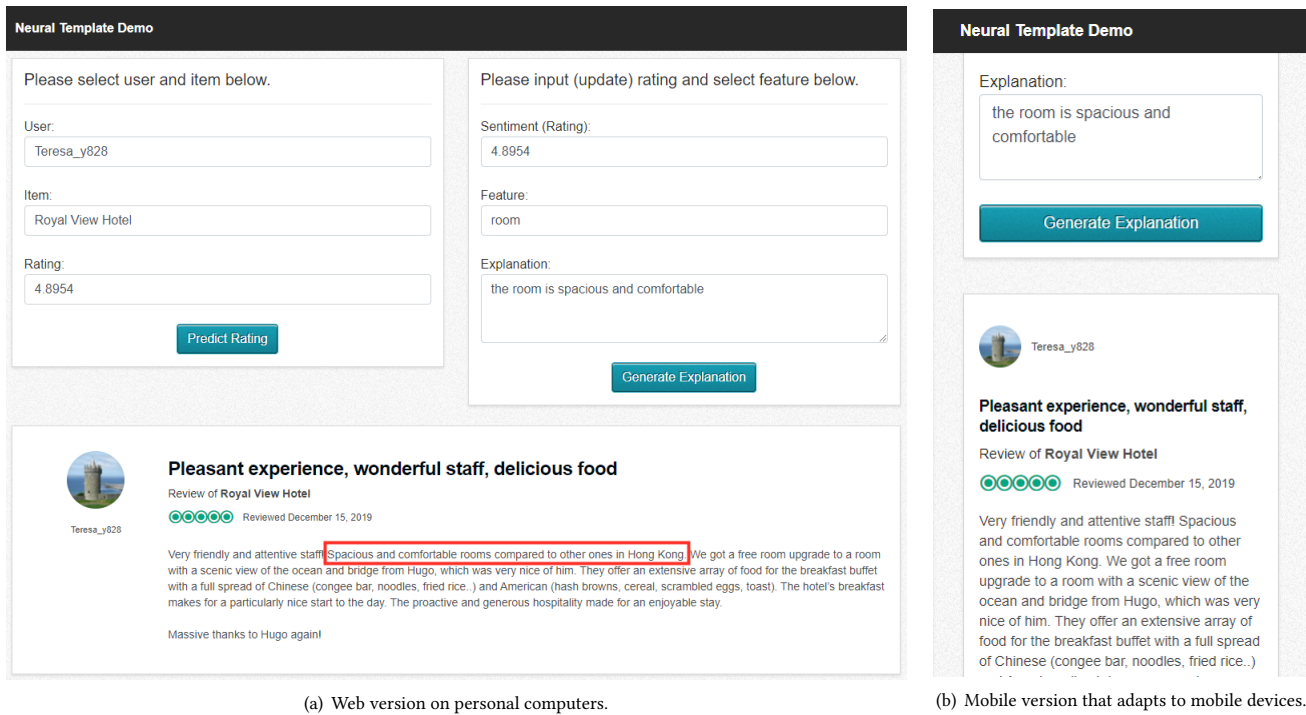 Neural Template Demo
Please select user and item below.
User:
Teresa_y828
Item:
Royal View Hotel
Rating:
4.8954
Predict Rating
Please input (update) rating and select feature below.
Sentiment (Rating):
4.8954
Feature:
room
Explanation:
the room is spacious and comfortable
Generate Explanation
Teresa_y828
Pleasant experience, wonderful staff, delicious food
Review of Royal View Hotel
Reviewed December 15, 2019
Very friendly and attentive staff! Spacious and comfortable rooms compared to other ones in Hong Kong. We got a free room upgrade to a room
with a scenic view of the ocean and bridge from Hugo, which was very nice of him. They offer an extensive array of food for the breakfast buffet
with a full spread of Chinese (congee bar, noodles, fried rice..) and American (hash browns, cereal, scrambled eggs, toast). The hotel's breakfast
makes for a particularly nice start to the day. The proactive and generous hospitality made for an enjoyable stay.
Massive thanks to Hugo again!
(a) Web version on personal computers.
Neural Template Demo
Explanation:
the room is spacious and
comfortable
Generate Explanation
Teresa_y828
Pleasant experience, wonderful staff,
delicious food
Review of Royal View Hotel
Reviewed December 15, 2019
Very friendly and attentive staff! Spacious
and comfortable rooms compared to other
ones in Hong Kong. We got a free room
upgrade to a room with a scenic view of the
ocean and bridge from Hugo, which was very
nice of him. They offer an extensive array of
food for the breakfast buffet with a full spread
of Chinese (congee bar, noodles, fried rice..)
(b) Mobile version that adapts to mobile devices.